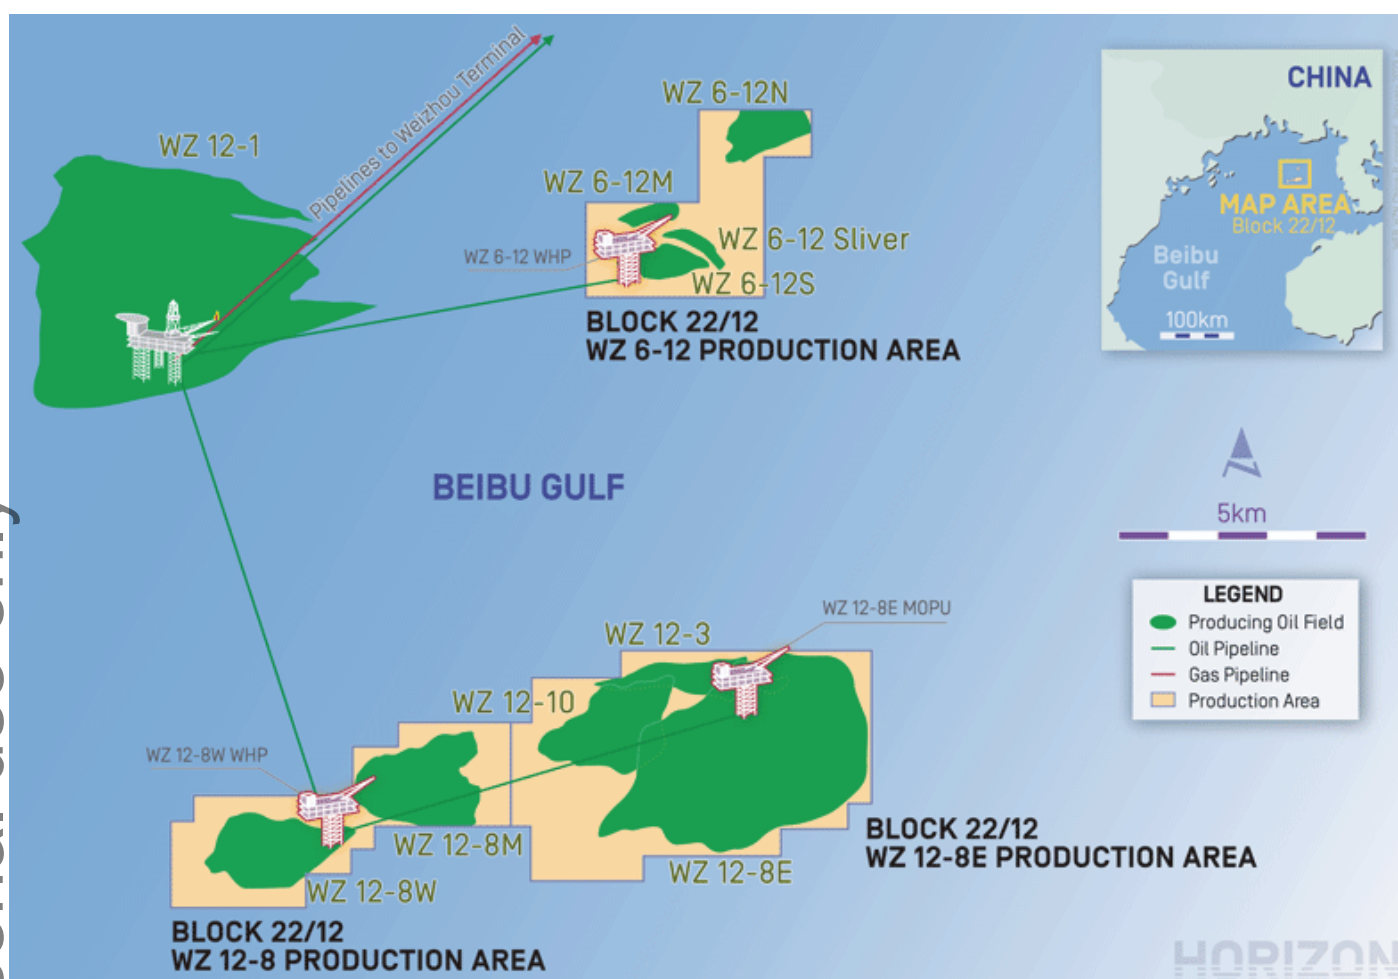 WZ 6-12N
CHINA
WZ 12-1
Pipelines to Weizhou Terminal
WZ 6-12M
MAP AREA
Block 22/12
WZ 6-12 Sliver
WZ 6-12 WHP
Beibu
Gulf
WZ 6-12S
100km
BLOCK 22/12
WZ 6-12 PRODUCTION AREA
BEIBU GULF
5km
LEGEND
Producing Oil Field
Oil Pipeline
Gas Pipeline
Production Area
WZ 12-8E MOPU
WZ 12-3
WZ 12-10
WZ 12-8W WHP
WZ 12-8M
BLOCK 22/12
WZ 12-8E PRODUCTION AREA
WZ 12-8E
WZ 12-8W
BLOCK 22/12
WZ 12-8 PRODUCTION AREA
HORIZON